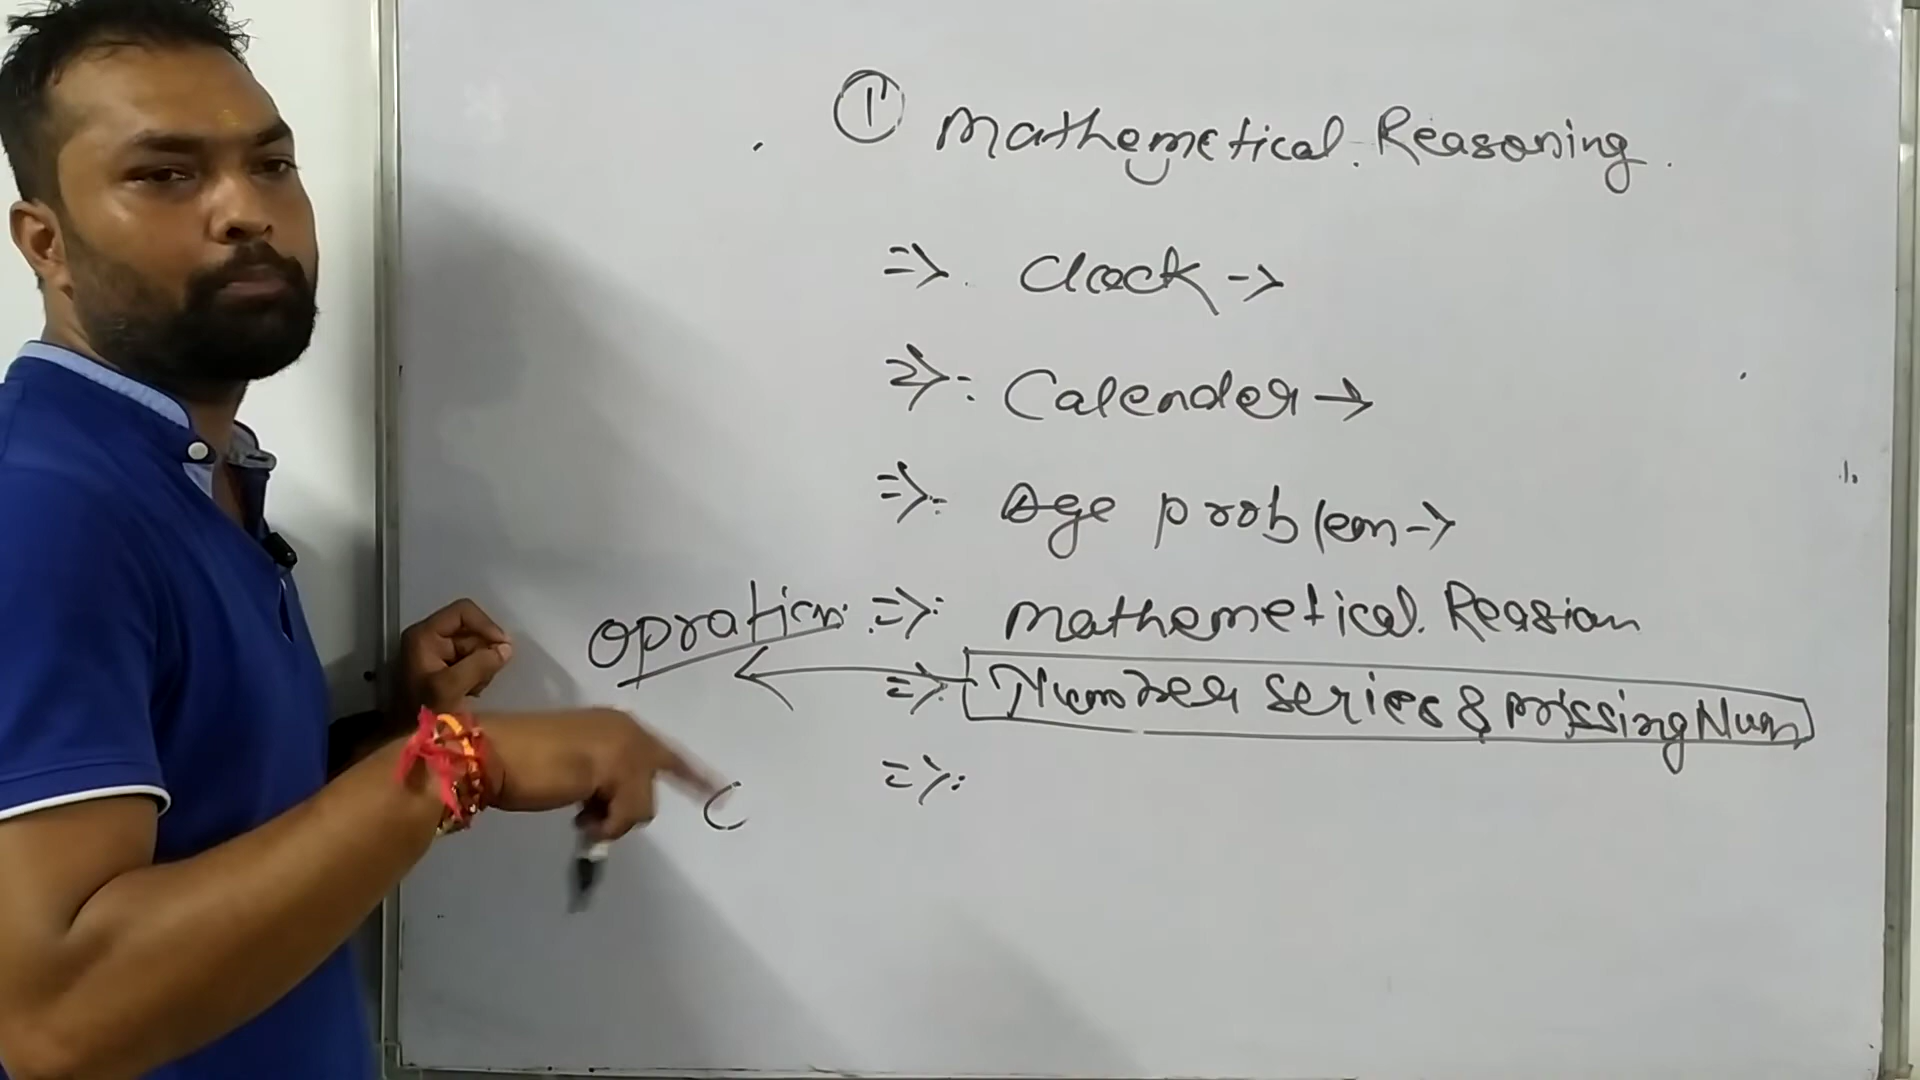 ① Mathemetical Reasoning
=> Clock ->
=> Calender ->
=> Age problem ->
opration => mathemetical Reasion
=> Number series & missing Num
=>
C